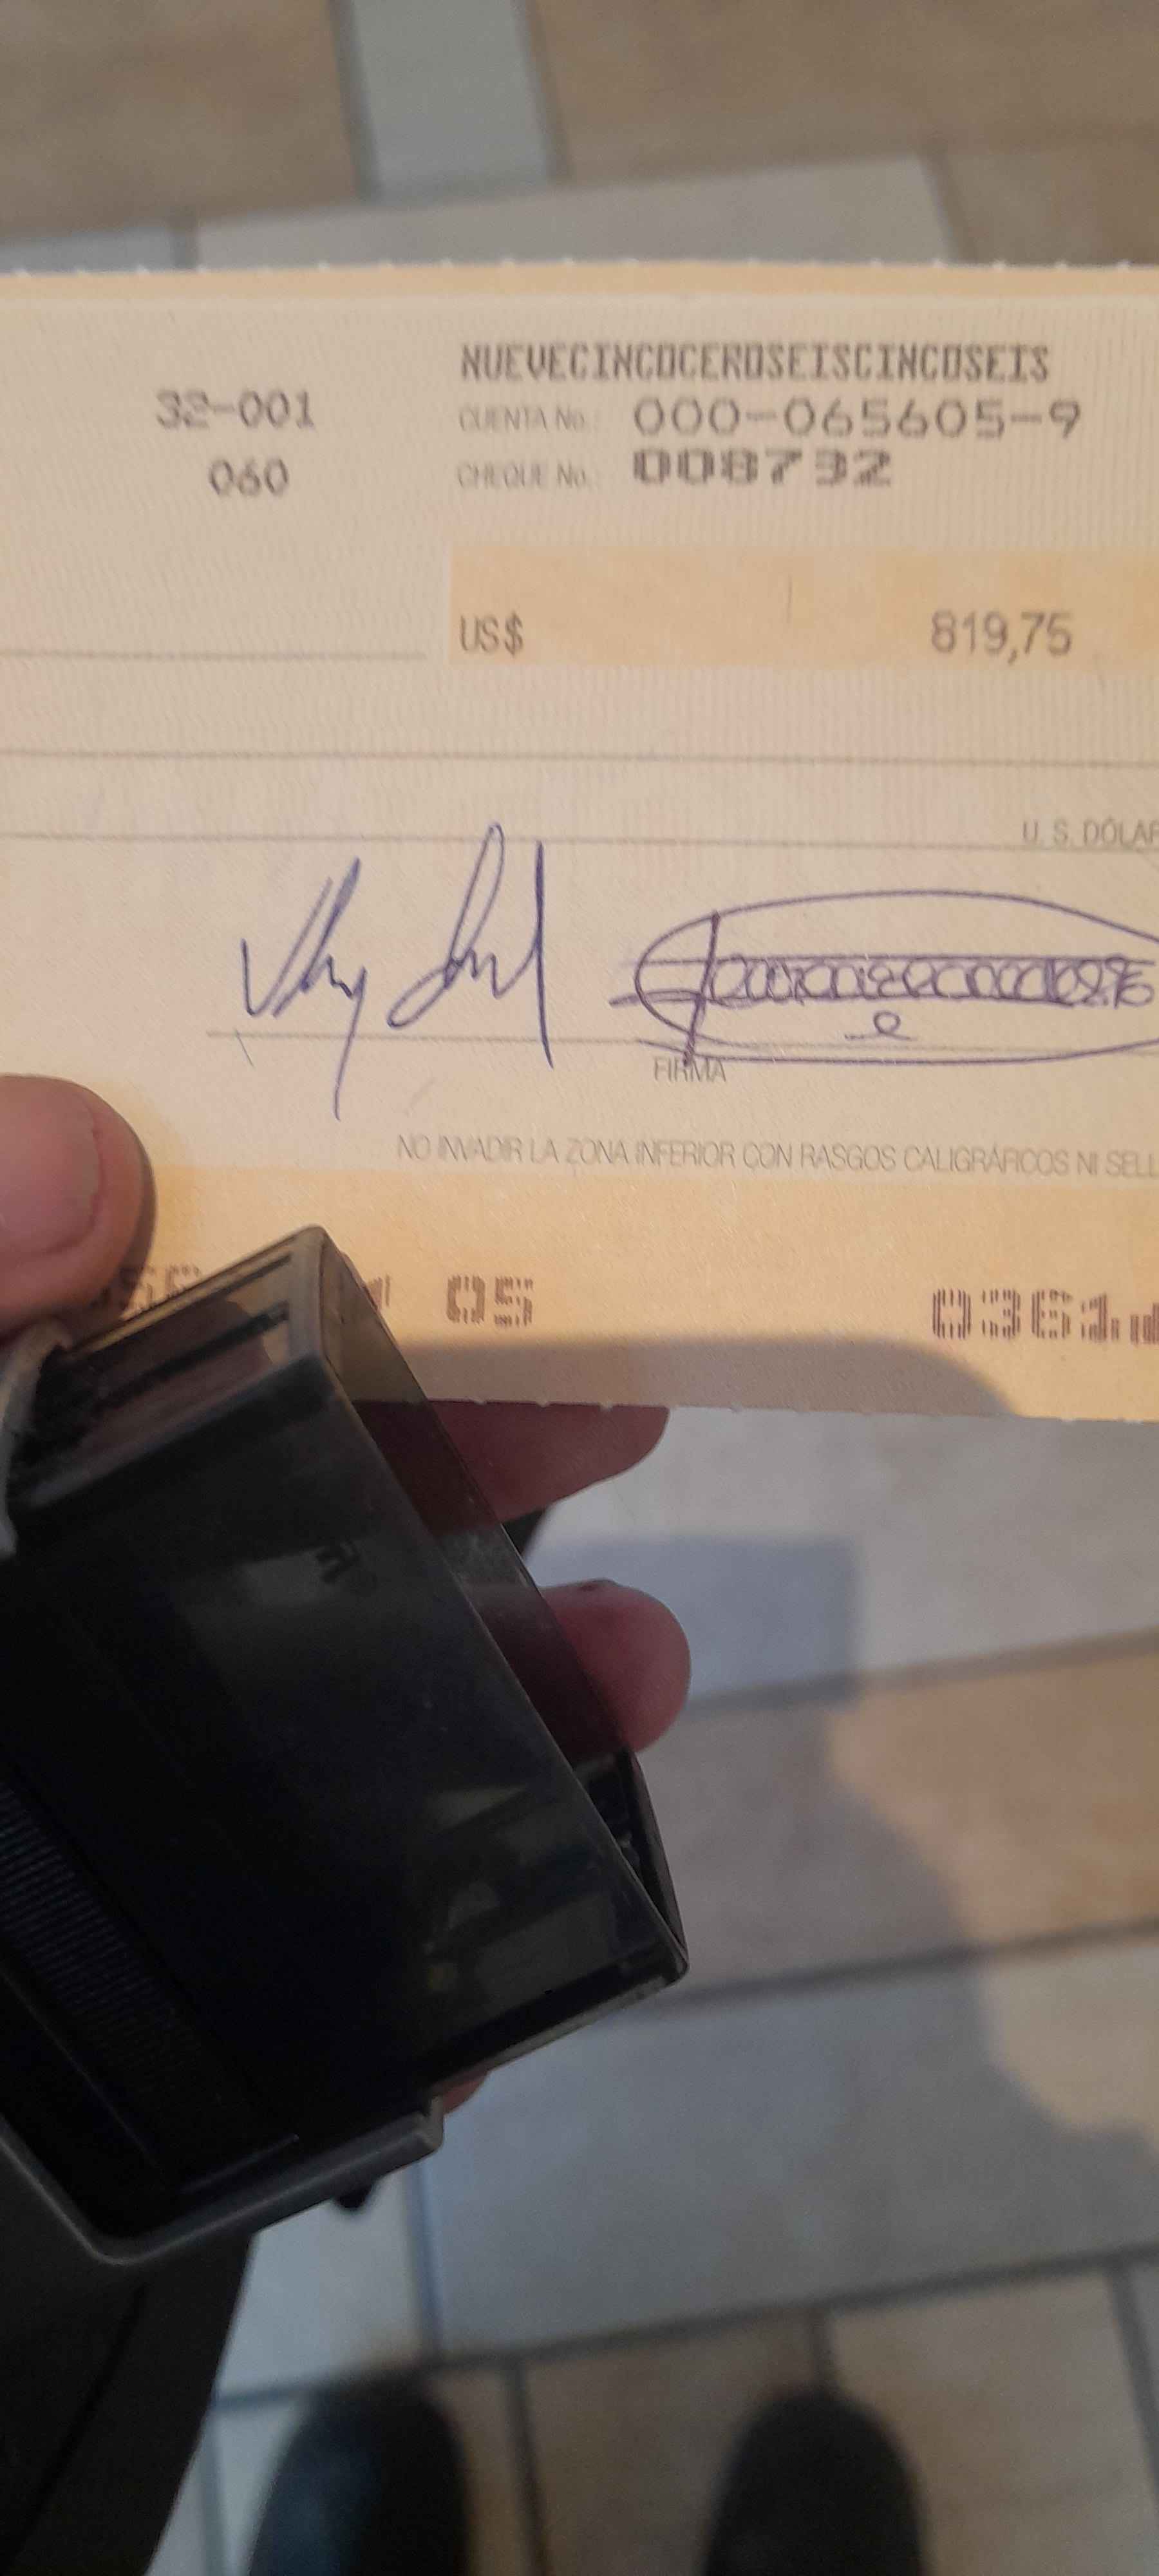 NUEVECINCOCEROSEISCINCOSEIS
32-001
CUENTA No.: 000-065605-9
060
CHEQUE No.: 008732
US$ 819,75
U. S. DÓLAR
FIRMA
NO INVADIR LA ZONA INFERIOR CON RASGOS CALIGRÁFICOS NI SELL
05 0361